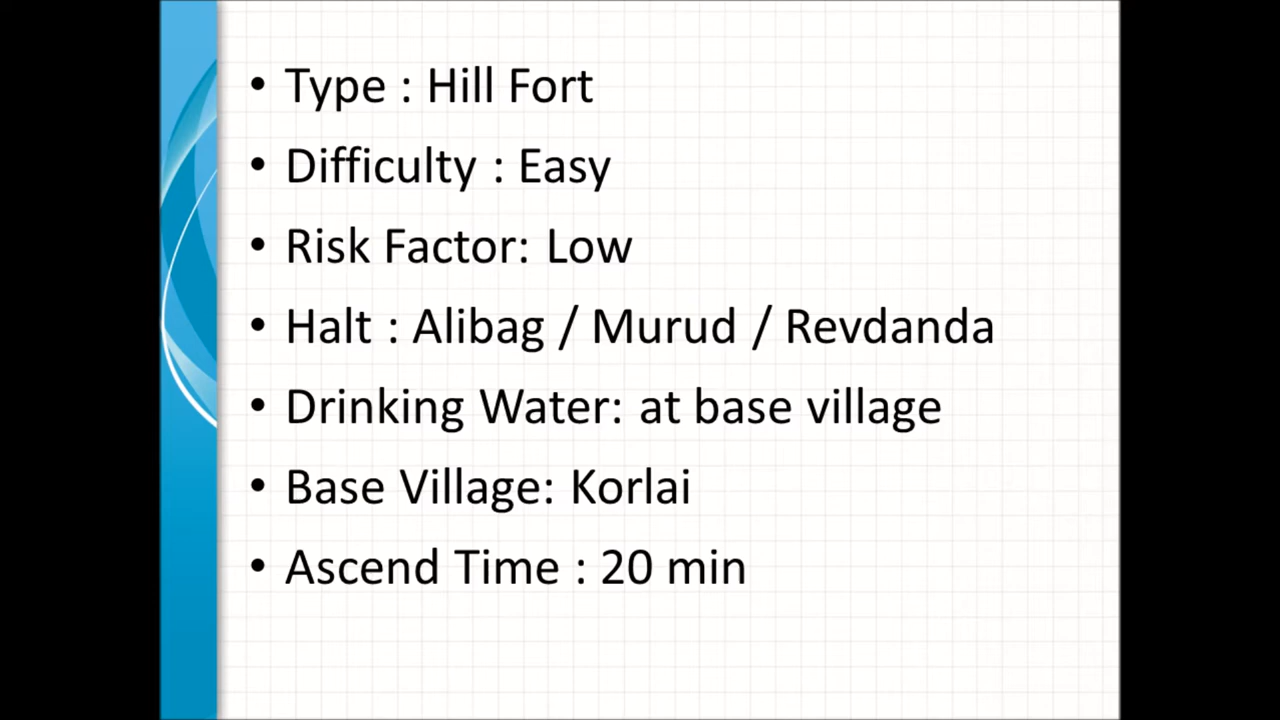 • Type : Hill Fort
• Difficulty : Easy
• Risk Factor: Low
• Halt : Alibag / Murud / Revdanda
• Drinking Water: at base village
• Base Village: Korlai
• Ascend Time : 20 min